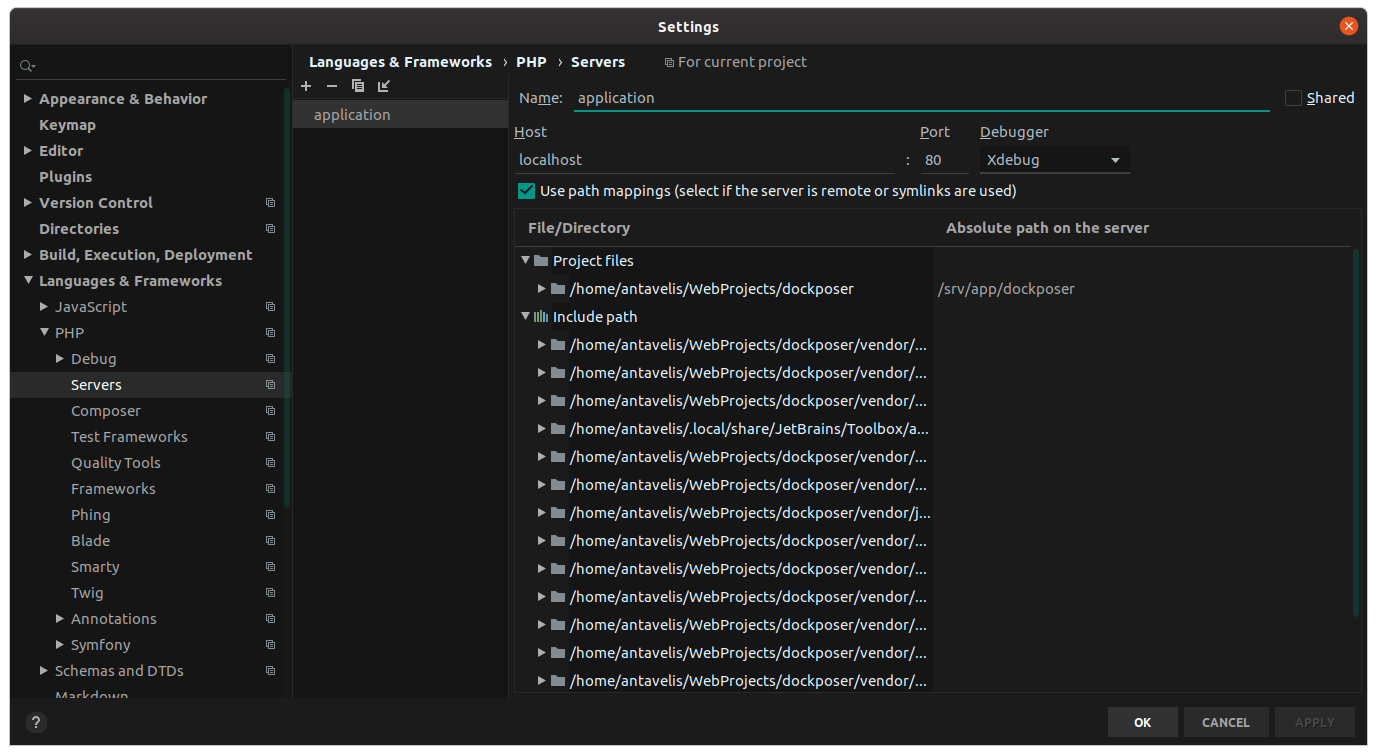 Settings
Appearance & Behavior
Keymap
Editor
Plugins
Version Control
Directories
Build, Execution, Deployment
Languages & Frameworks
JavaScript
PHP
Debug
Servers
Composer
Test Frameworks
Quality Tools
Frameworks
Phing
Blade
Smarty
Twig
Annotations
Symfony
Schemas and DTDs
Markdown
Languages & Frameworks › PHP › Servers For current project
application
Name: application Shared
Host Port Debugger
localhost : 80 Xdebug
Use path mappings (select if the server is remote or symlinks are used)
File/Directory Absolute path on the server
Project files
/home/antavelis/WebProjects/dockposer /srv/app/dockposer
Include path
/home/antavelis/WebProjects/dockposer/vendor/...
/home/antavelis/WebProjects/dockposer/vendor/...
/home/antavelis/WebProjects/dockposer/vendor/...
/home/antavelis/.local/share/JetBrains/Toolbox/a...
/home/antavelis/WebProjects/dockposer/vendor/...
/home/antavelis/WebProjects/dockposer/vendor/...
/home/antavelis/WebProjects/dockposer/vendor/j...
/home/antavelis/WebProjects/dockposer/vendor/...
/home/antavelis/WebProjects/dockposer/vendor/...
/home/antavelis/WebProjects/dockposer/vendor/...
/home/antavelis/WebProjects/dockposer/vendor/...
/home/antavelis/WebProjects/dockposer/vendor/...
/home/antavelis/WebProjects/dockposer/vendor/...
? OK CANCEL APPLY